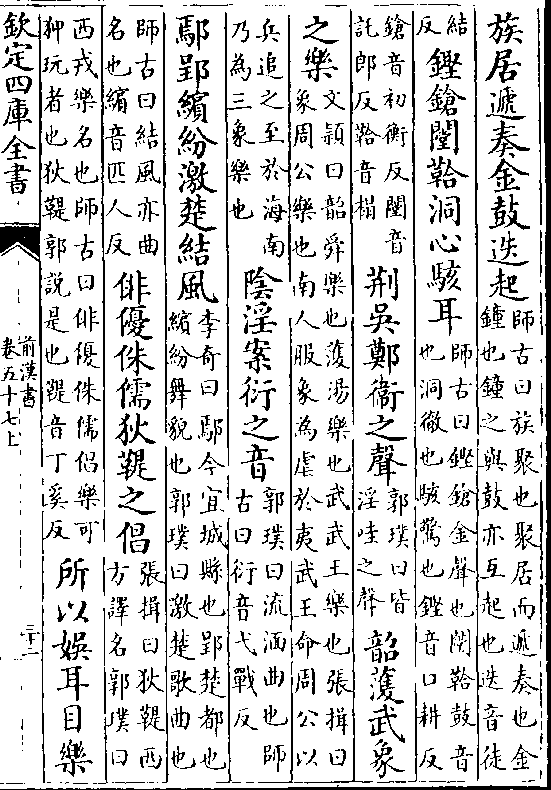 族居遞奏金鼓迭起
師古曰族聚也聚居而遞奏也金
鐘也鐘之與鼓亦互起也迭音徒
結
反
鏗鎗闛鞈洞心駭耳
師古曰鏗鎗金聲也闛鞈鼓音
也洞徹也駭驚也鏗音口耕反
鎗音初衡反闛音
託郎反鞈音榻
荆吳鄭衛之聲
郭璞曰皆
淫哇之聲
韶濩武象
之樂
文穎曰韶舜樂也濩湯樂也武武王樂也張揖曰
象周公樂也南人服象為虐於夷武王命周公以
兵追之至於海南
乃為三象樂也
陰淫案衍之音
郭璞曰流湎曲也師
古曰衍音弋戰反
鄢郢繽紛激楚結風
李奇曰鄢今宜城縣也郢楚都也
繽紛舞貌也郭璞曰激楚歌曲也
師古曰結風亦曲
名也繽音匹人反
俳優侏儒狄鞮之倡
張揖曰狄鞮西
方譯名郭璞曰
西戎樂名也師古曰俳優侏儒倡樂可
狎玩者也狄鞮郭説是也鞮音丁奚反
所以娛耳目樂
欽定四庫全書
前漢書
卷五十七上
三十二